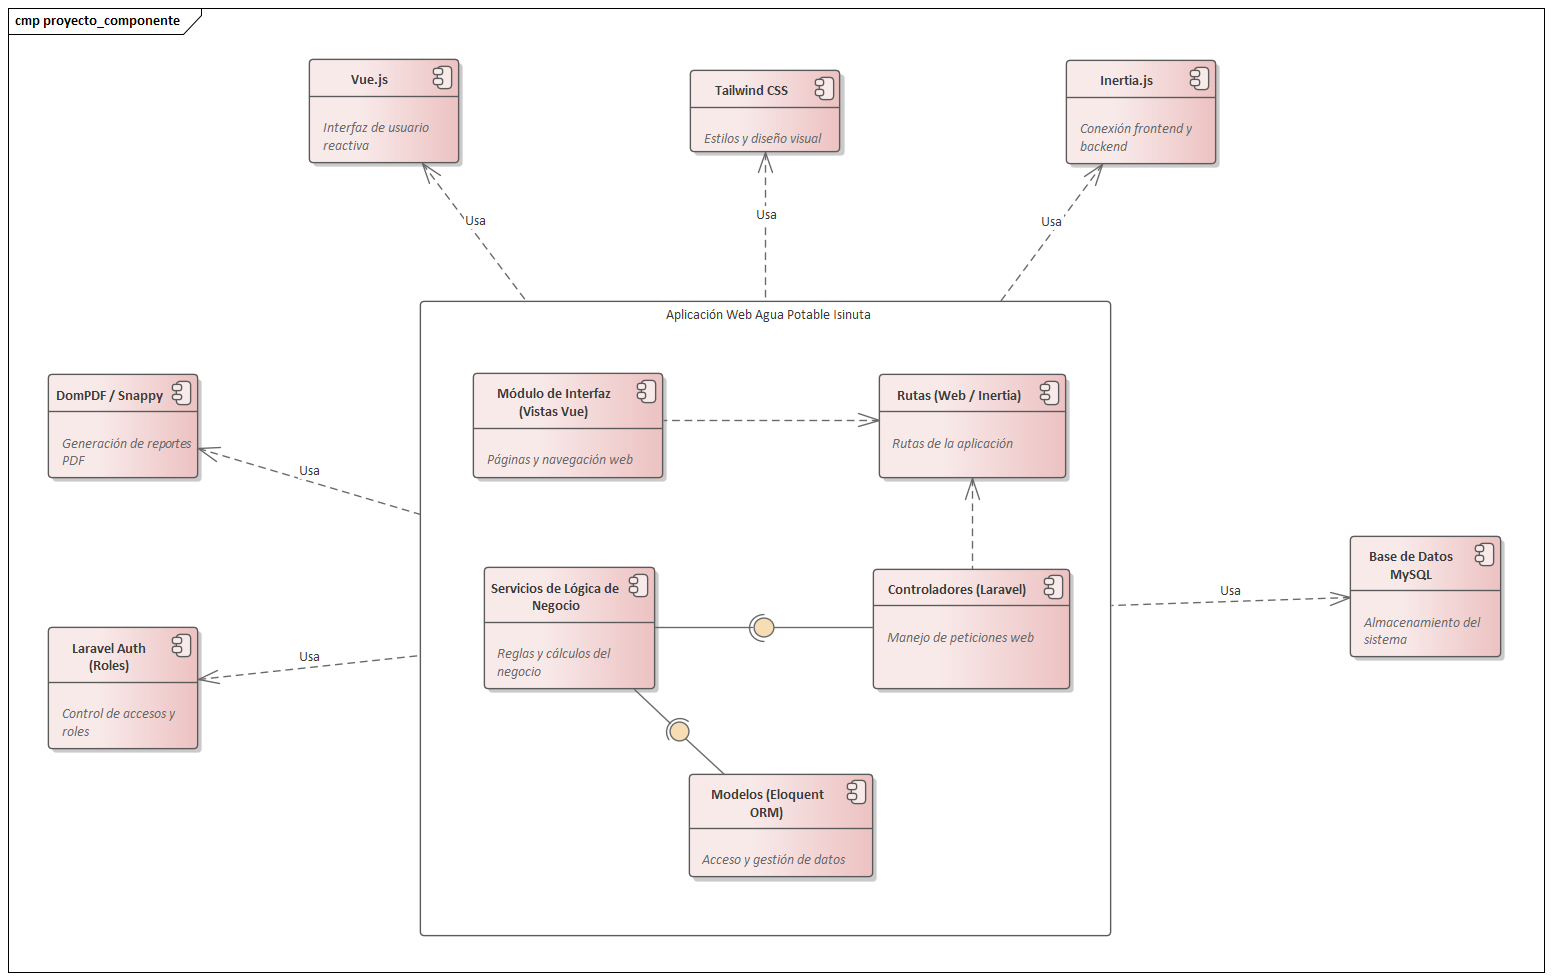 cmp proyecto_componente
Vue.js
Interfaz de usuario
reactiva
Tailwind CSS
Estilos y diseño visual
Inertia.js
Conexión frontend y
backend
Usa
Usa
Usa
Aplicación Web Agua Potable Isinuta
DomPDF / Snappy
Generación de reportes
PDF
Usa
Módulo de Interfaz
(Vistas Vue)
Páginas y navegación web
Rutas (Web / Inertia)
Rutas de la aplicación
Servicios de Lógica de
Negocio
Reglas y cálculos del
negocio
Controladores (Laravel)
Manejo de peticiones web
Usa
Base de Datos
MySQL
Almacenamiento del
sistema
Laravel Auth
(Roles)
Control de accesos y
roles
Usa
Modelos (Eloquent
ORM)
Acceso y gestión de datos